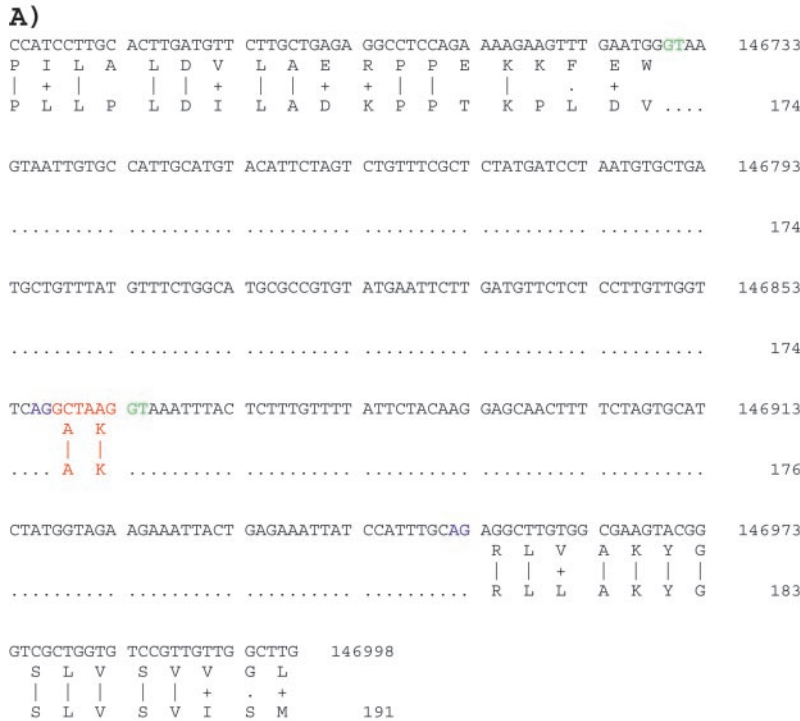 A)
CCATCCTTGC ACTTGATGTT CTTGCTGAGA GGCCTCCAGA AAAGAAGTTT GAATGGGTAA 146733
P I L A L D V L A E R P P E K K F E W
| + | | | + | | + + | | | . +
P L L P L D I L A D K P P T K P L D V .... 174
GTAATTGTGC CATTGCATGT ACATTCTAGT CTGTTTCGCT CTATGATCCT AATGTGCTGA 146793
.......... .......... .......... .......... .......... .......... 174
TGCTGTTTAT GTTTCTGGCA TGCGCCGTGT ATGAATTCTT GATGTTCTCT CCTTGTTGGT 146853
.......... .......... .......... .......... .......... .......... 174
TCAGGCTAAG GTAAATTTAC TCTTTGTTTT ATTCTACAAG GAGCAACTTT TCTAGTGCAT 146913
A K
| |
.... A K .......... .......... .......... .......... .......... 176
CTATGGTAGA AGAAATTACT GAGAAATTAT CCATTTGCAG AGGCTTGTGG CGAAGTACGG 146973
R L V A K Y G
| | + | | | |
.......... .......... .......... .......... R L L A K Y G 183
GTCGCTGGTG TCCGTTGTTG GCTTG 146998
S L V S V V G L
| | | | | + . +
S L V S V I S M 191